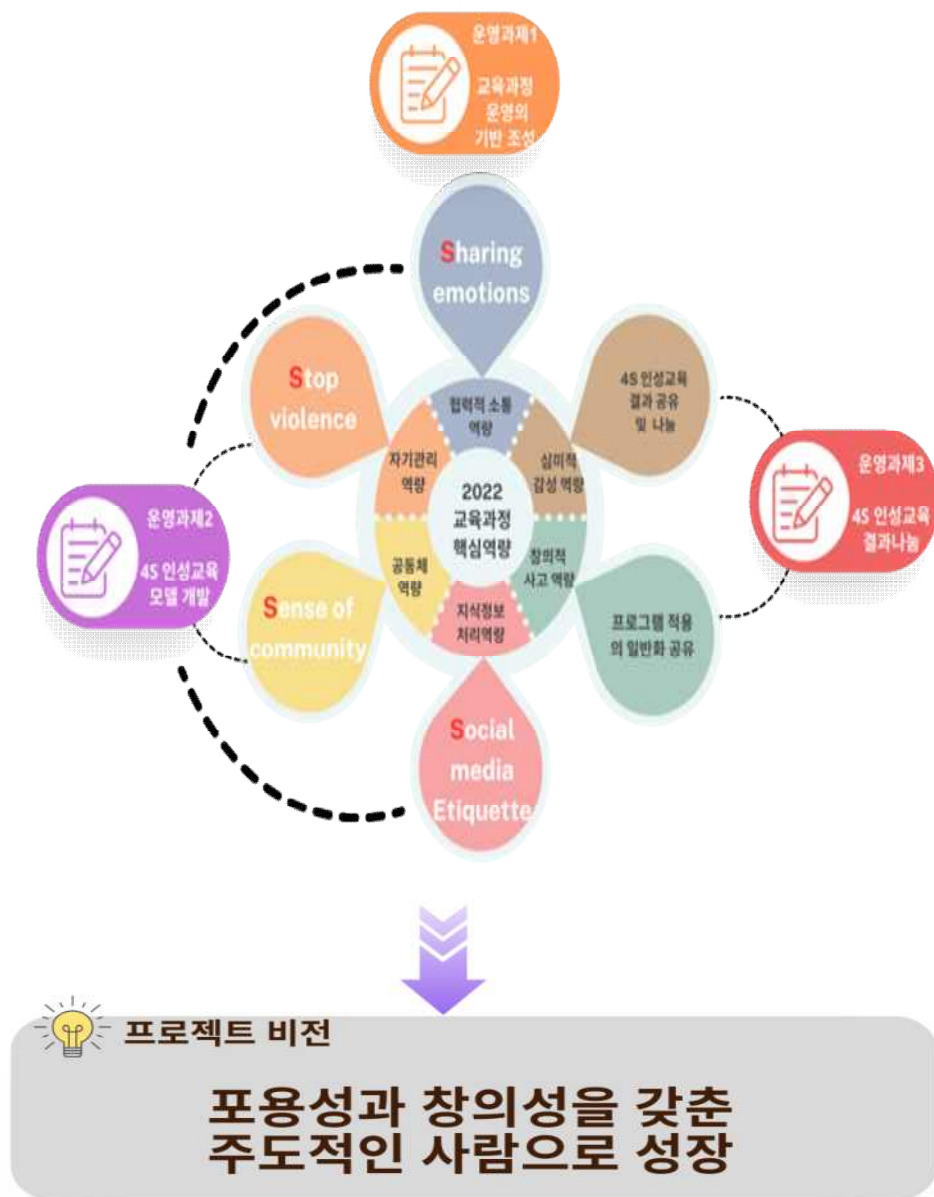 운영과제1
교육과정
운영의
기반 조성
Sharing
emotions
Stop
violence
4S 인성교육
결과 공유
및 나눔
협력적 소통
역량
자기관리
역량
심미적
감성 역량
2022
교육과정
핵심역량
운영과제2
4S 인성교육
모델 개발
운영과제3
4S 인성교육
결과나눔
공동체
역량
창의적
사고 역량
지식정보
처리역량
Sense of
community
프로그램 적용
의 일반화 공유
Social
media
Etiquette
프로젝트 비전
포용성과 창의성을 갖춘
주도적인 사람으로 성장